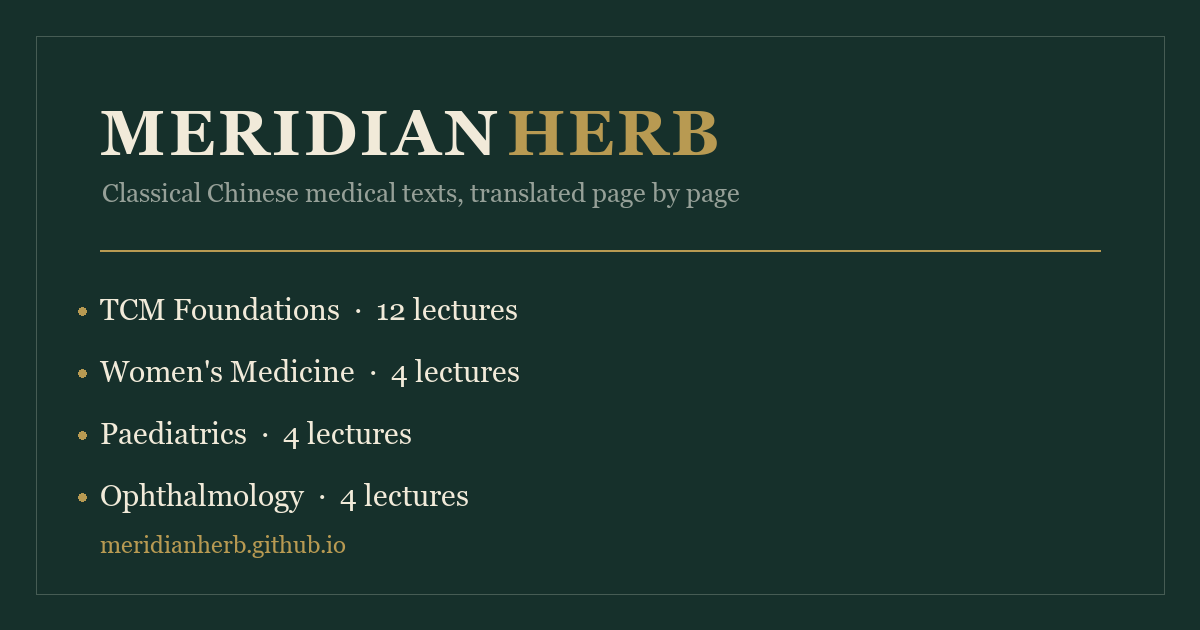 MERIDIAN HERB
Classical Chinese medical texts, translated page by page
• TCM Foundations · 12 lectures
• Women's Medicine · 4 lectures
• Paediatrics · 4 lectures
• Ophthalmology · 4 lectures
meridianherb.github.io